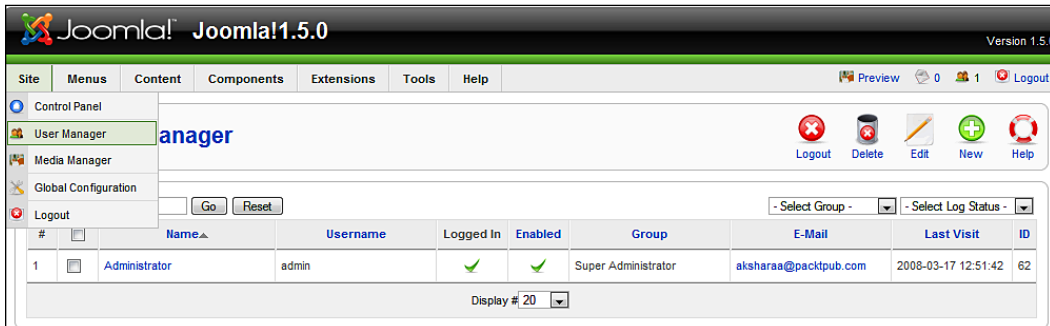 Joomla! Joomla!1.5.0
Version 1.5.
Site Menus Content Components Extensions Tools Help Preview 0 1 Logout
Control Panel
User Manager
Media Manager
Global Configuration
Logout
anager
Logout Delete Edit New Help
Go Reset - Select Group - - Select Log Status -
# Name Username Logged In Enabled Group E-Mail Last Visit ID
1 Administrator admin Super Administrator aksharaa@packtpub.com 2008-03-17 12:51:42 62
Display # 20